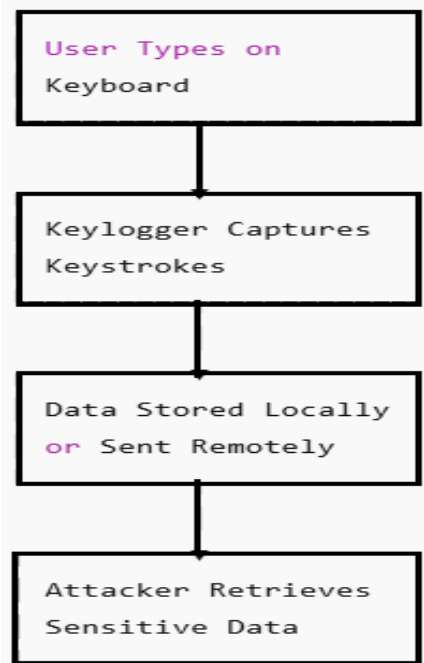 User Types on
Keyboard
Keylogger Captures
Keystrokes
Data Stored Locally
or Sent Remotely
Attacker Retrieves
Sensitive Data